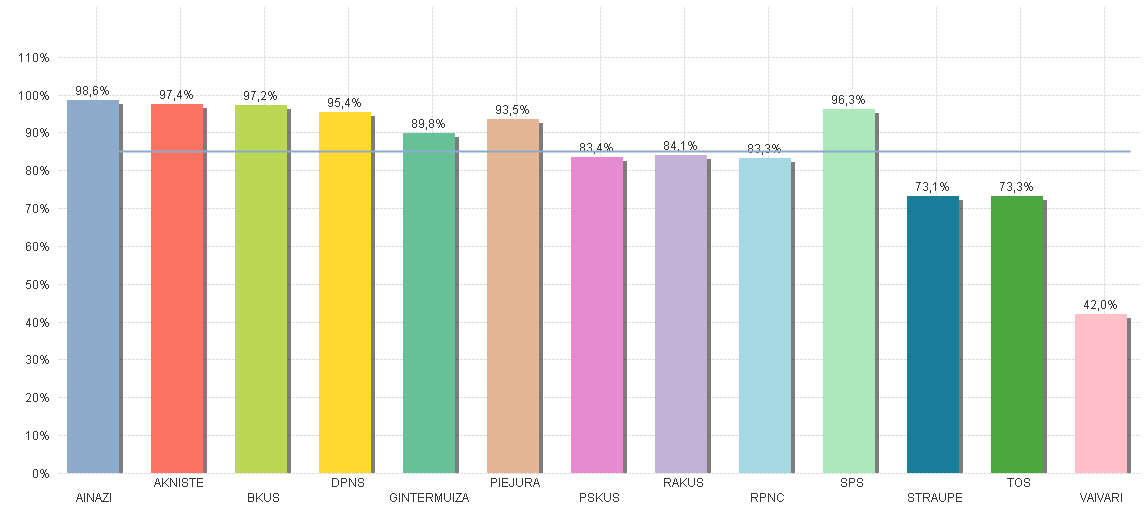 110%
100%
90%
80%
70%
60%
50%
40%
30%
20%
10%
0%
98,6%
97,4%
97,2%
95,4%
89,8%
93,5%
83,4%
84,1%
83,3%
96,3%
73,1%
73,3%
42,0%
AINAZI
AKNISTE
BKUS
DPNS
GINTERMUIZA
PIEJURA
PSKUS
RAKUS
RPNC
SPS
STRAUPE
TOS
VAIVARI